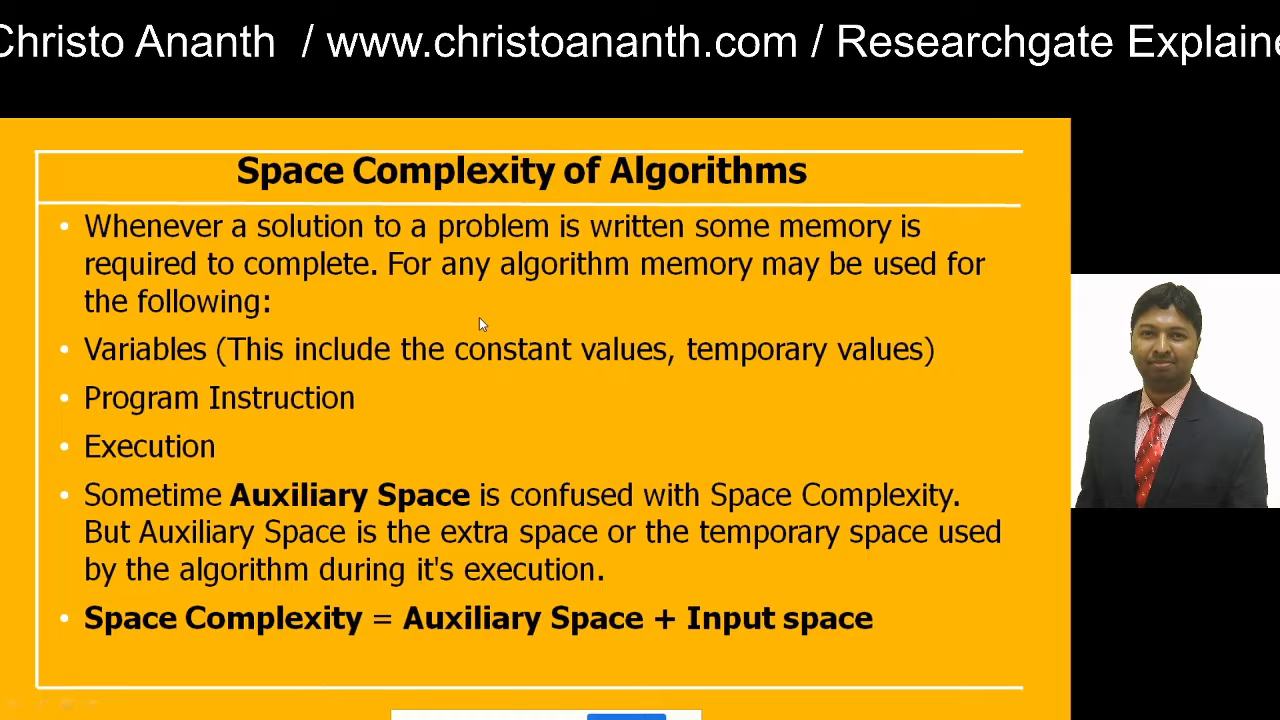 Christo Ananth / www.christoananth.com / Researchgate Explaine
Space Complexity of Algorithms
• Whenever a solution to a problem is written some memory is
required to complete. For any algorithm memory may be used for
the following:
• Variables (This include the constant values, temporary values)
• Program Instruction
• Execution
• Sometime Auxiliary Space is confused with Space Complexity.
But Auxiliary Space is the extra space or the temporary space used
by the algorithm during it's execution.
• Space Complexity = Auxiliary Space + Input space